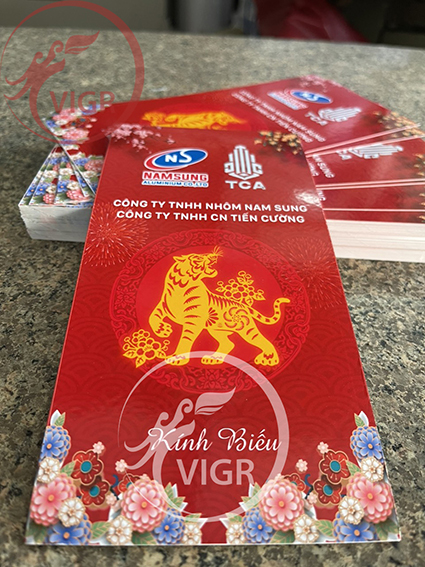 VIGR
NAMSUNG
ALUMINIUM CO.,LTD
TCA
CÔNG TY TNHH NHÔM NAM SUNG
CÔNG TY TNHH CN TIẾN CƯỜNG
Kính Biếu
VIGR